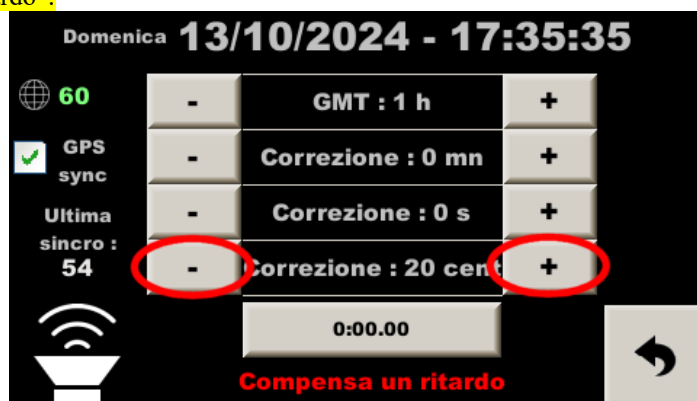 ardo".
Domenica 13/10/2024 - 17:35:35
60
- GMT : 1 h +
GPS
sync
- Correzione : 0 mn +
Ultima
sincro :
54
- Correzione : 0 s +
- Correzione : 20 cent +
0:00.00
Compensa un ritardo